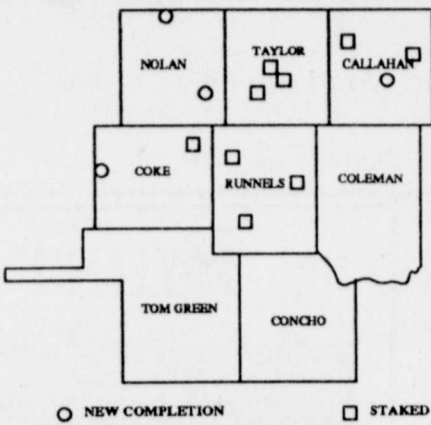 TAYLOR
NOLAN
CALLAHAN
COKE
RUNNELS
COLEMAN
TOM GREEN
CONCHO
NEW COMPLETION
STAKED